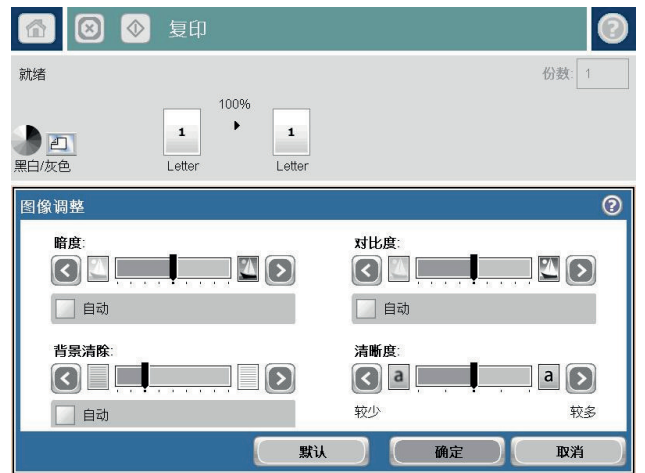 复印
就绪
份数: 1
100%
1
1
黑白/灰色
Letter
Letter
图像调整
暗度:
对比度:
自动
自动
背景清除:
清晰度:
a
a
自动
较少
较多
默认
确定
取消